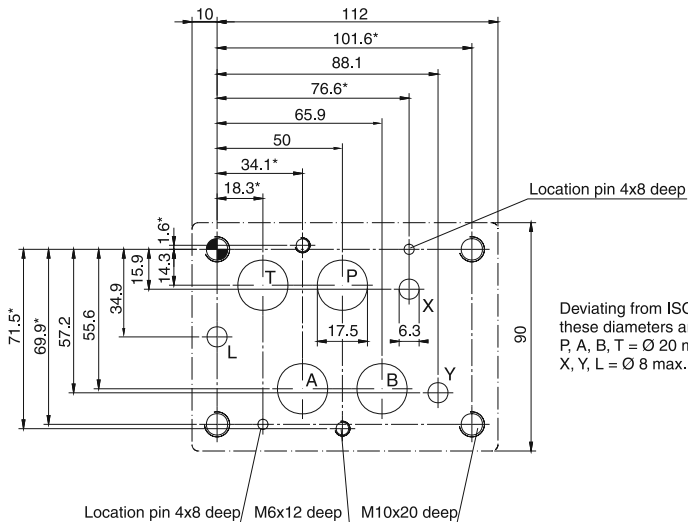 10
112
101.6*
88.1
76.6*
65.9
50
34.1*
18.3*
Location pin 4x8 deep
1.6*
14.3
15.9
34.9
55.6
57.2
69.9*
71.5*
T
P
X
17.5
6.3
90
L
A
B
Y
Deviating from ISO
these diameters
P, A, B, T = Ø 20
X, Y, L = Ø 8 max.
Location pin 4x8 deep
M6x12 deep
M10x20 deep